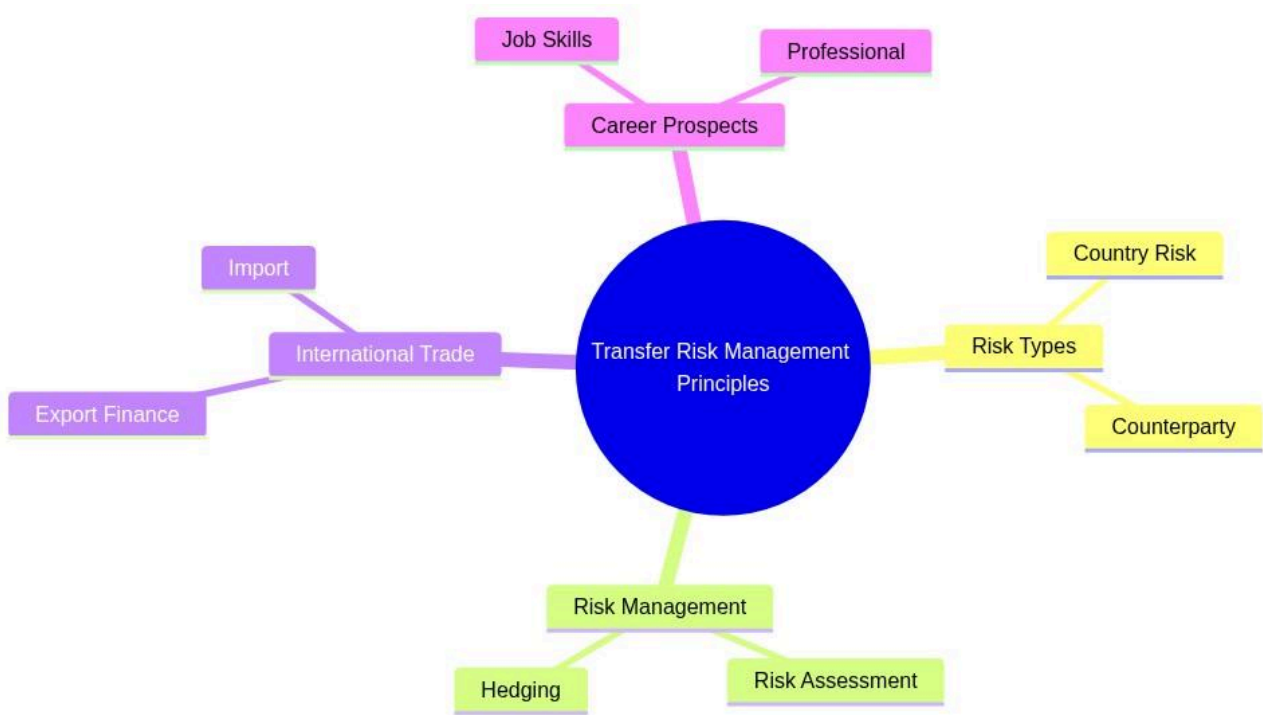 Job Skills
Professional
Career Prospects
Country Risk
Import
Risk Types
International Trade
Transfer Risk Management
Principles
Export Finance
Counterparty
Risk Management
Risk Assessment
Hedging